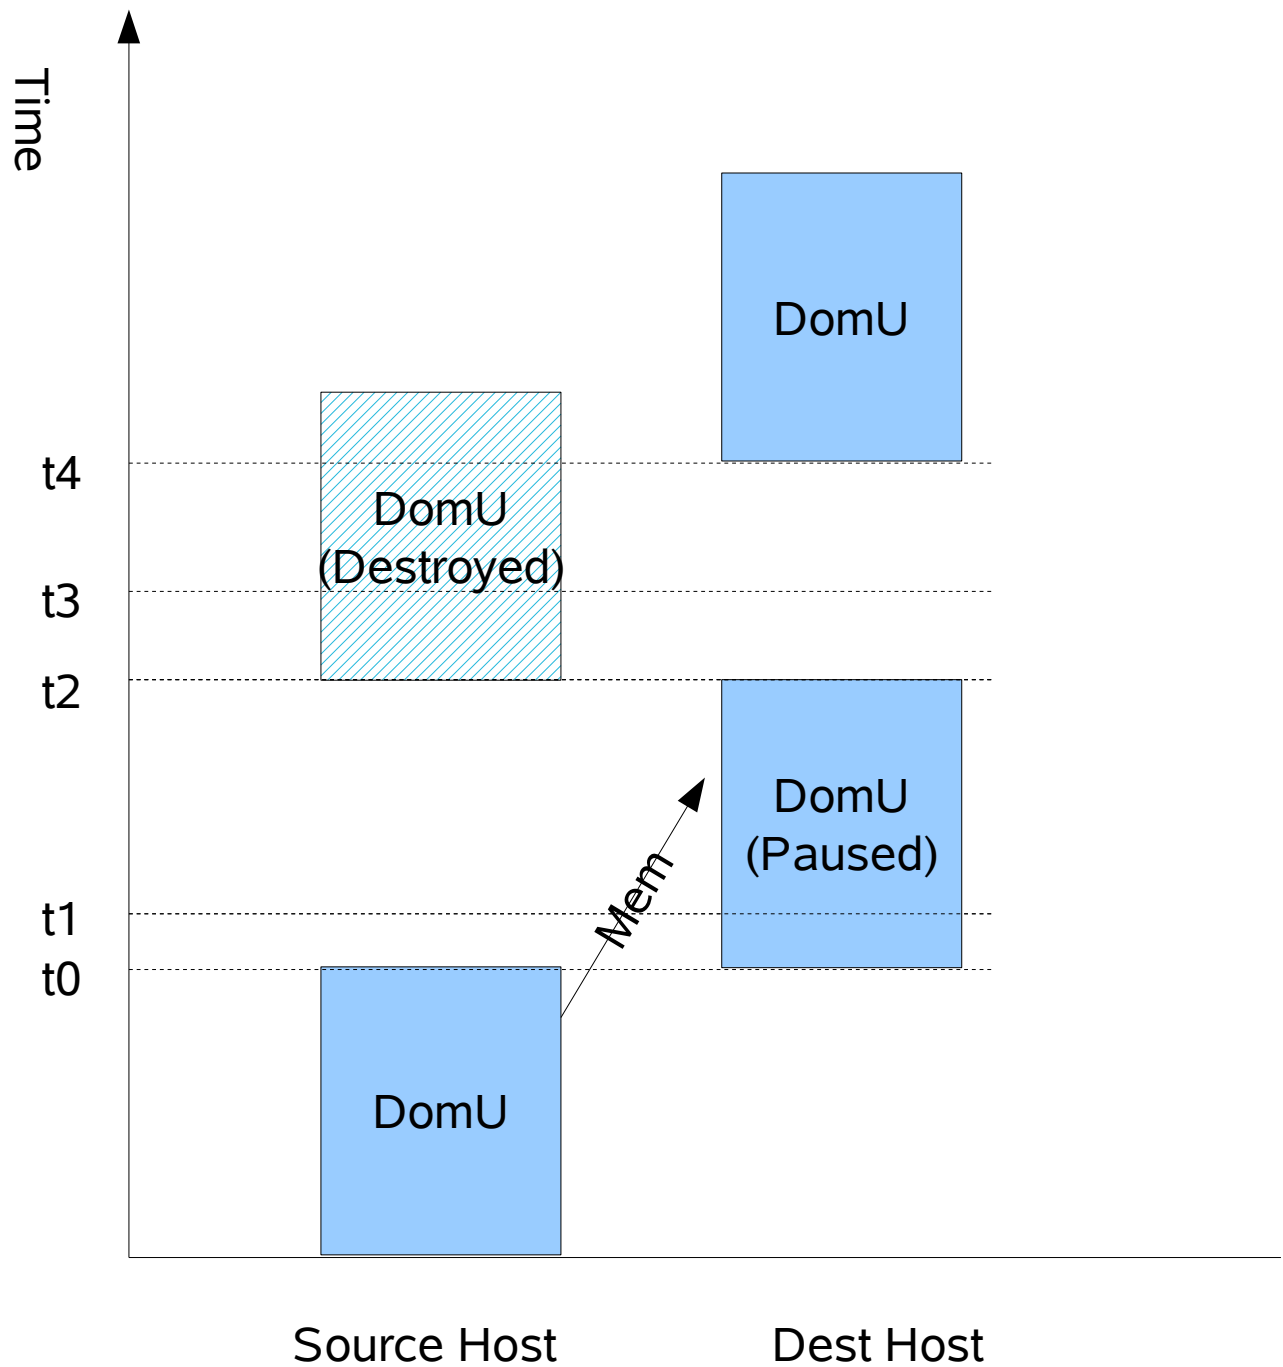 Time
DomU
t4
DomU
(Destroyed)
t3
t2
DomU
(Paused)
Mem
t1
t0
DomU
Source Host
Dest Host